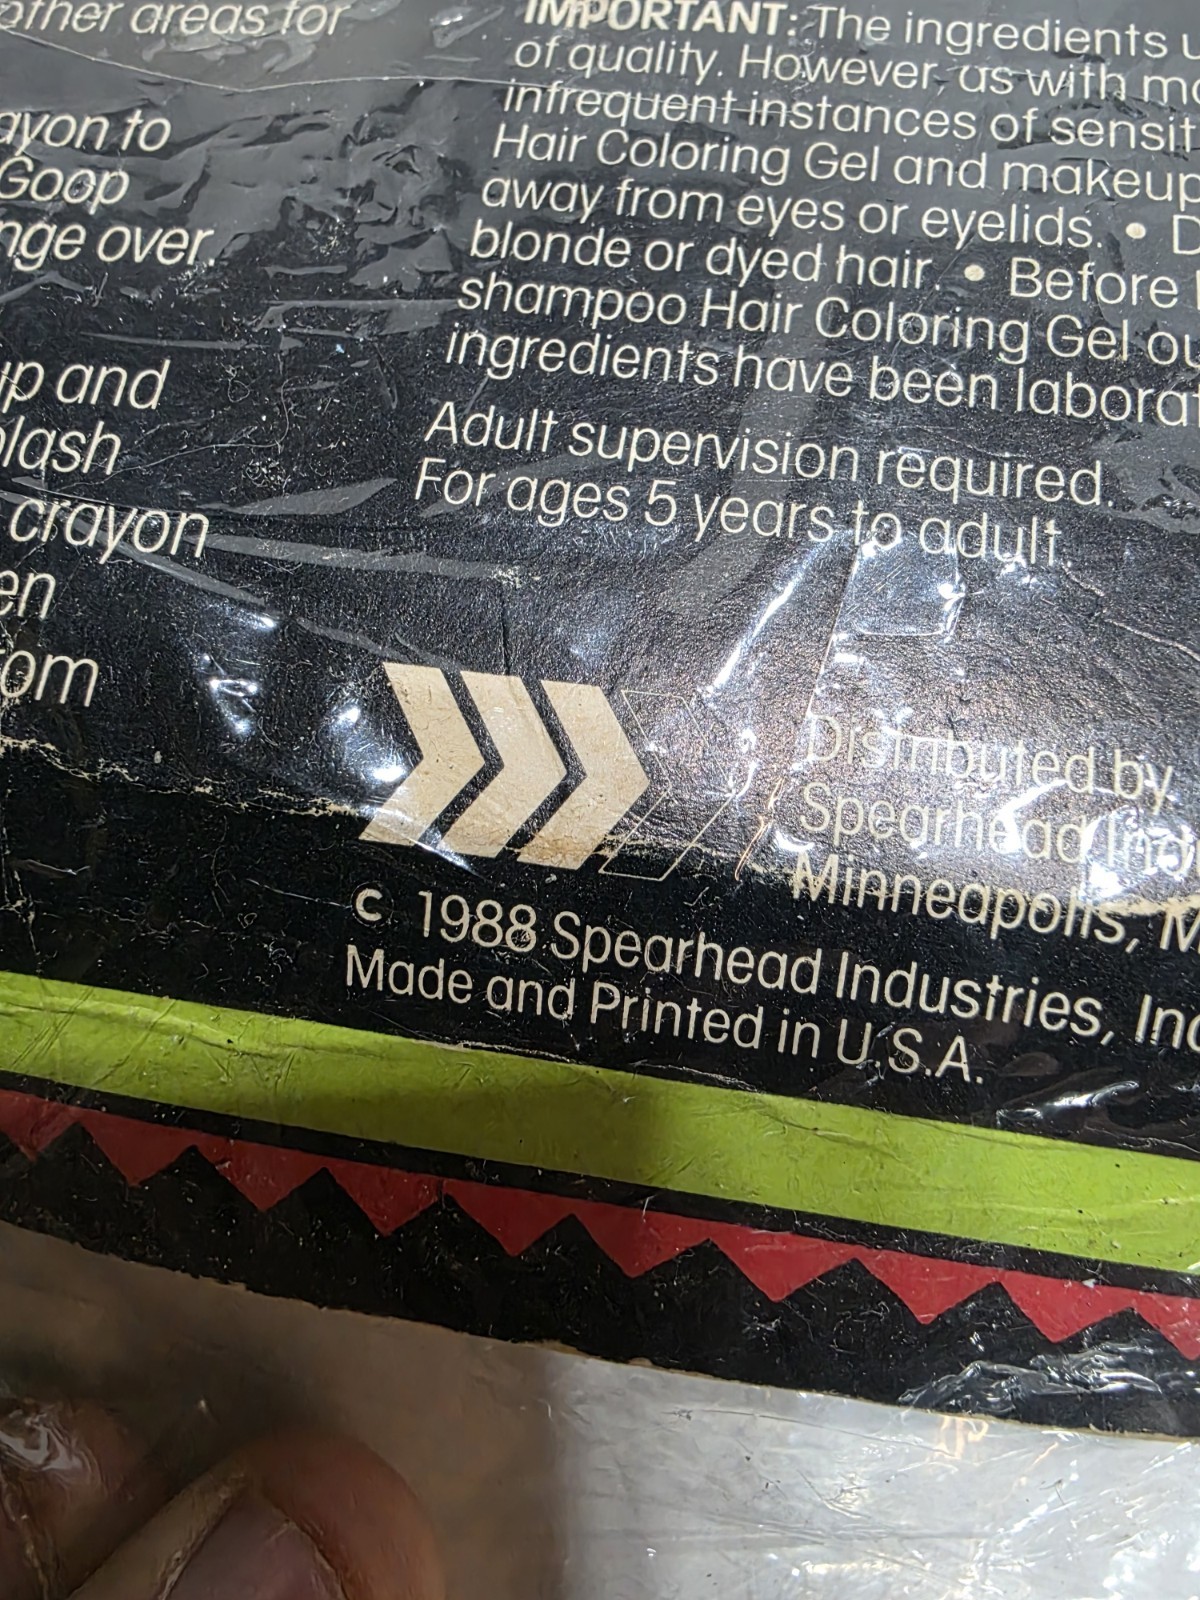 other areas for
ayon to
Goop
nge over.
up and
plash
crayon
en
om
IMPORTANT: The ingredients u
of quality. However, as with mo
infrequent instances of sensit
Hair Coloring Gel and makeup
away from eyes or eyelids. • D
blonde or dyed hair. • Before
shampoo Hair Coloring Gel ou
ingredients have been laborat
Adult supervision required.
For ages 5 years to adult
Distributed by
Spearhead Indu
Minneapolis, M
c 1988 Spearhead Industries, Inc
Made and Printed in U.S.A.